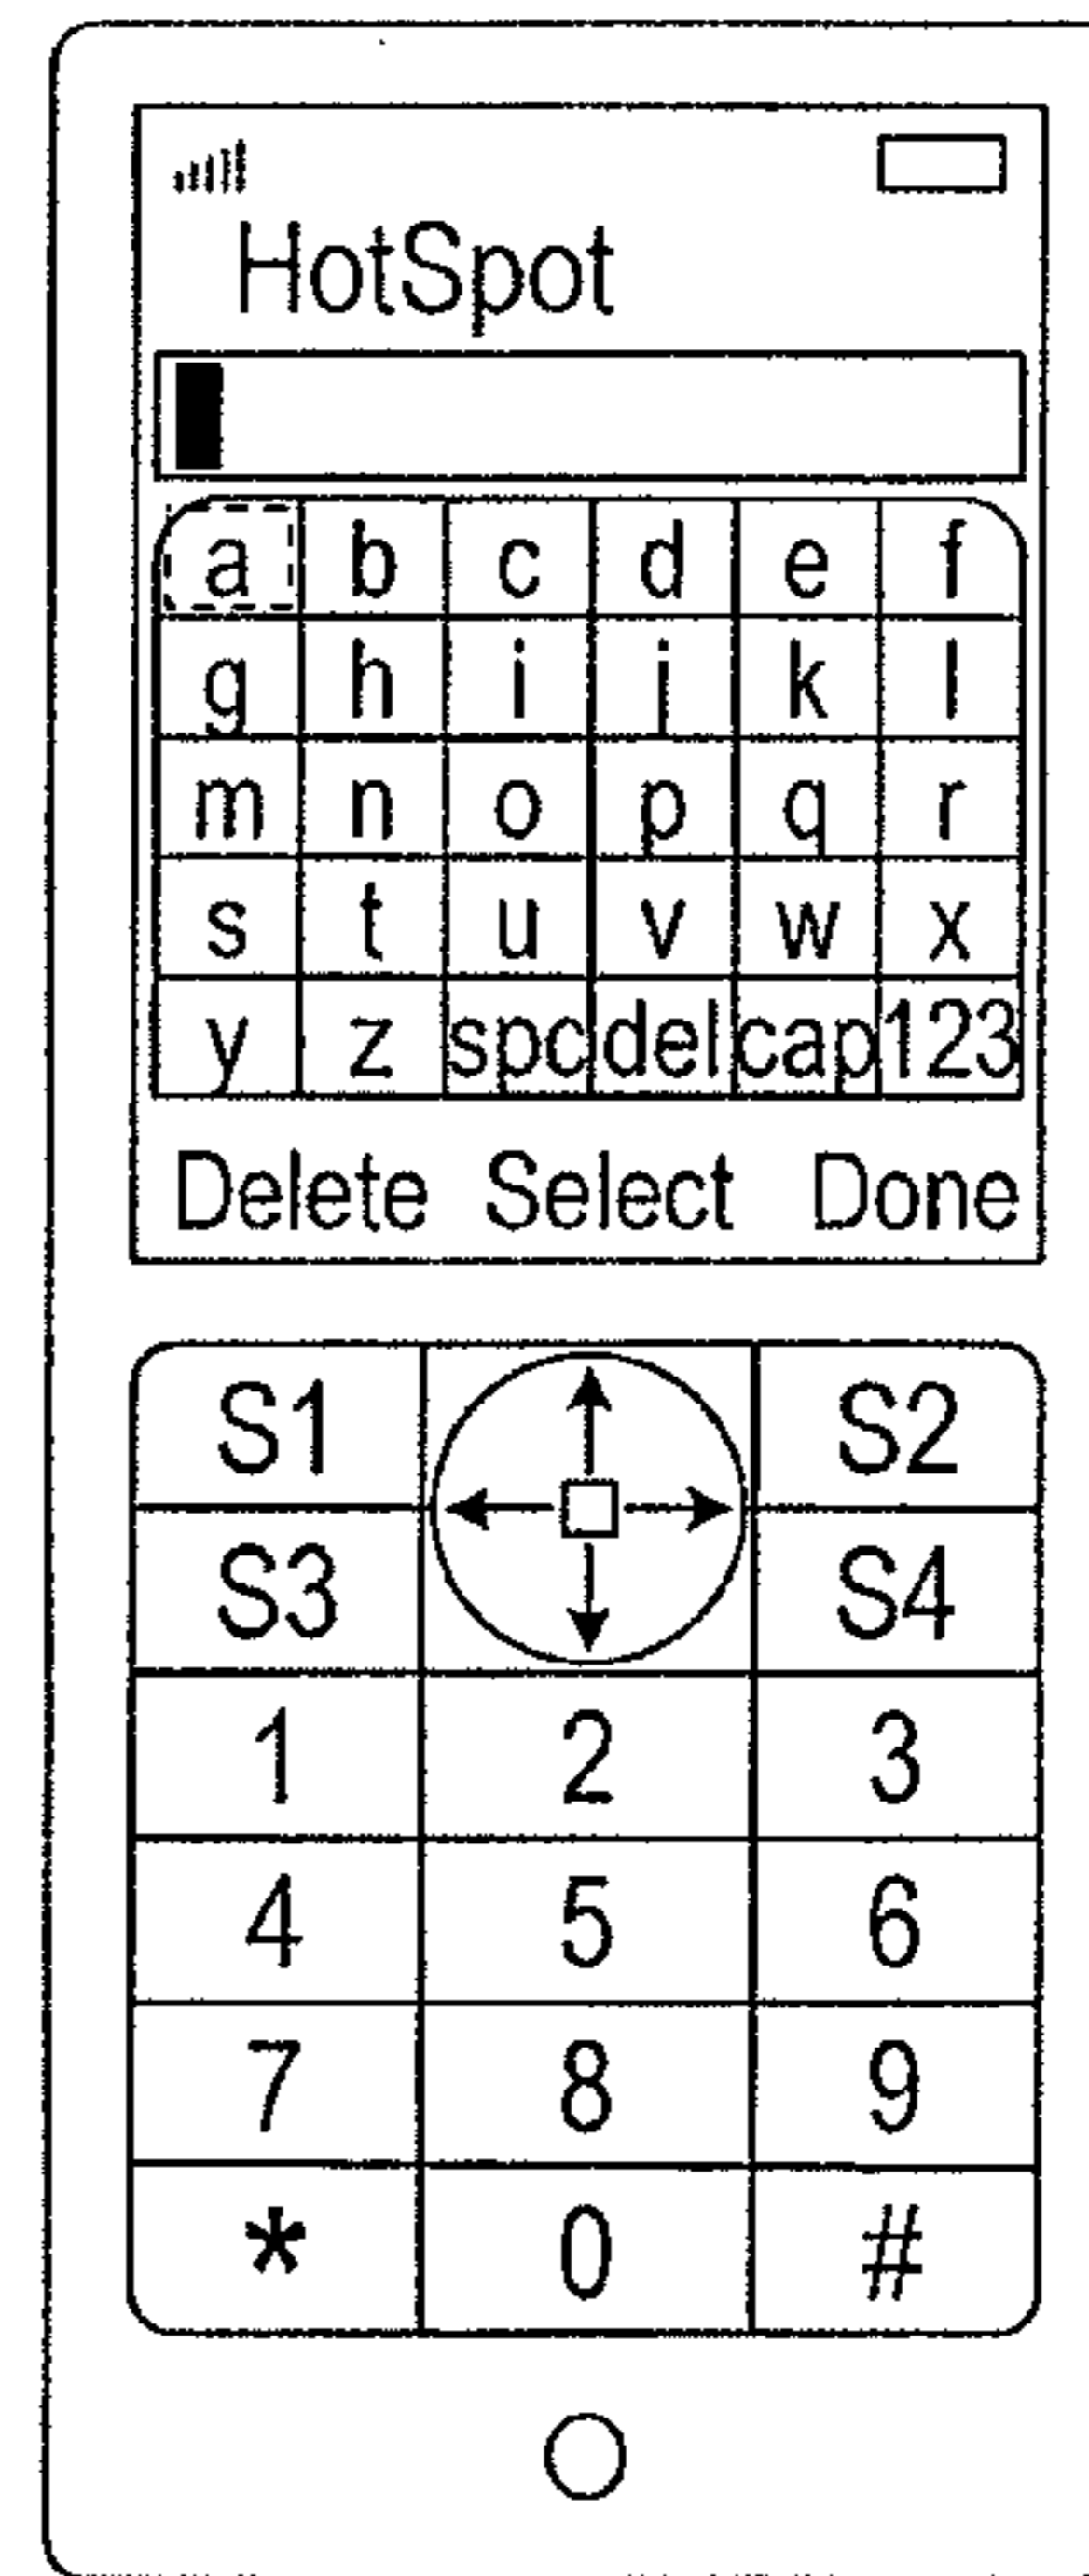 HotSpot
a b c d e f
g h i j k l
m n o p q r
s t u v w x
y z spc del cap 123
Delete Select Done
S1 S2
S3 S4
1 2 3
4 5 6
7 8 9
* 0 #